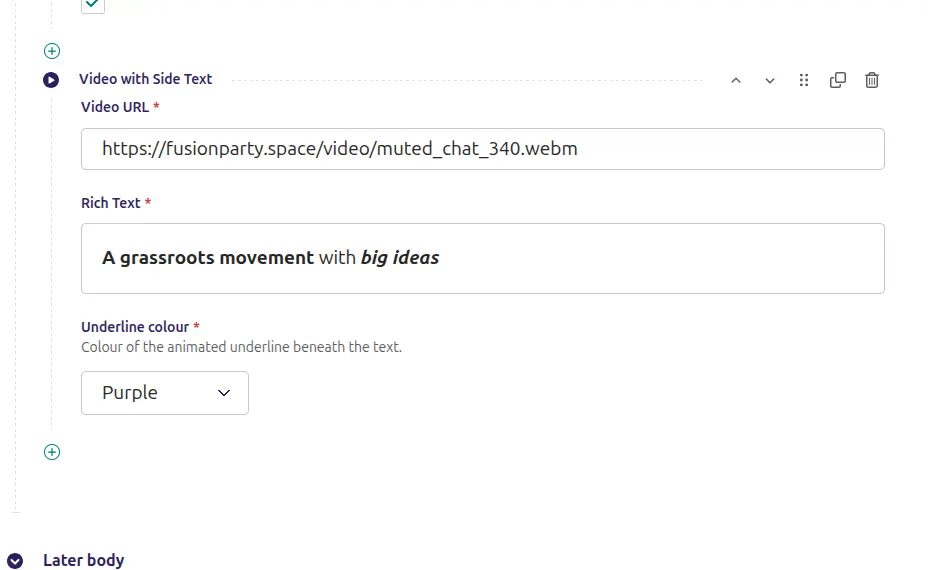 Video with Side Text
Video URL *
https://fusionparty.space/video/muted_chat_340.webm
Rich Text *
A grassroots movement with big ideas
Underline colour *
Colour of the animated underline beneath the text.
Purple
Later body